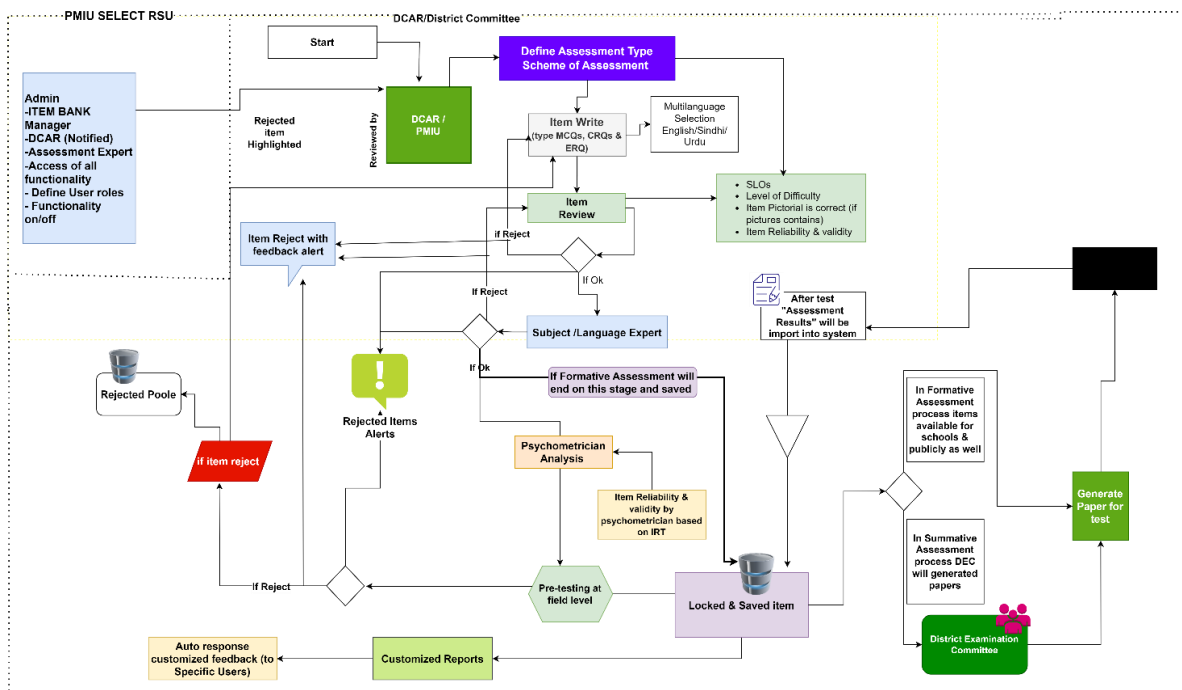 PMIU SELECT RSU
DCAR/District Committee
Start
Define Assessment Type
Scheme of Assessment
Admin
-ITEM BANK
Manager
-DCAR (Notified)
-Assessment Expert
-Access of all
functionality
- Define User roles
- Functionality
on/off
Rejected
item
Highlighted
Reviewed by
DCAR /
PMIU
Item Write
(type MCQs, CRQs &
ERQ)
Multilanguage
Selection
English/Sindhi/
Urdu
Item
Review
• SLOs
• Level of Difficulty
• Item Pictorial is correct (if
pictures contains)
• Item Reliability & validity
Item Reject with
feedback alert
if Reject
If Ok
If Reject
Subject /Language Expert
After test
"Assessment
Results" will be
import into system
If Ok
If Formative Assessment will
end on this stage and saved
Rejected Poole
Rejected Items
Alerts
if item reject
Psychometrician
Analysis
Item Reliability &
validity by
psychometrician based
on IRT
In Formative
Assessment
process items
available for
schools &
publicly as well
Generate
Paper for
test
In Summative
Assessment
process DEC
will generated
papers
If Reject
Pre-testing at
field level
Locked & Saved item
District Examination
Committee
Auto response
customized feedback (to
Specific Users)
Customized Reports